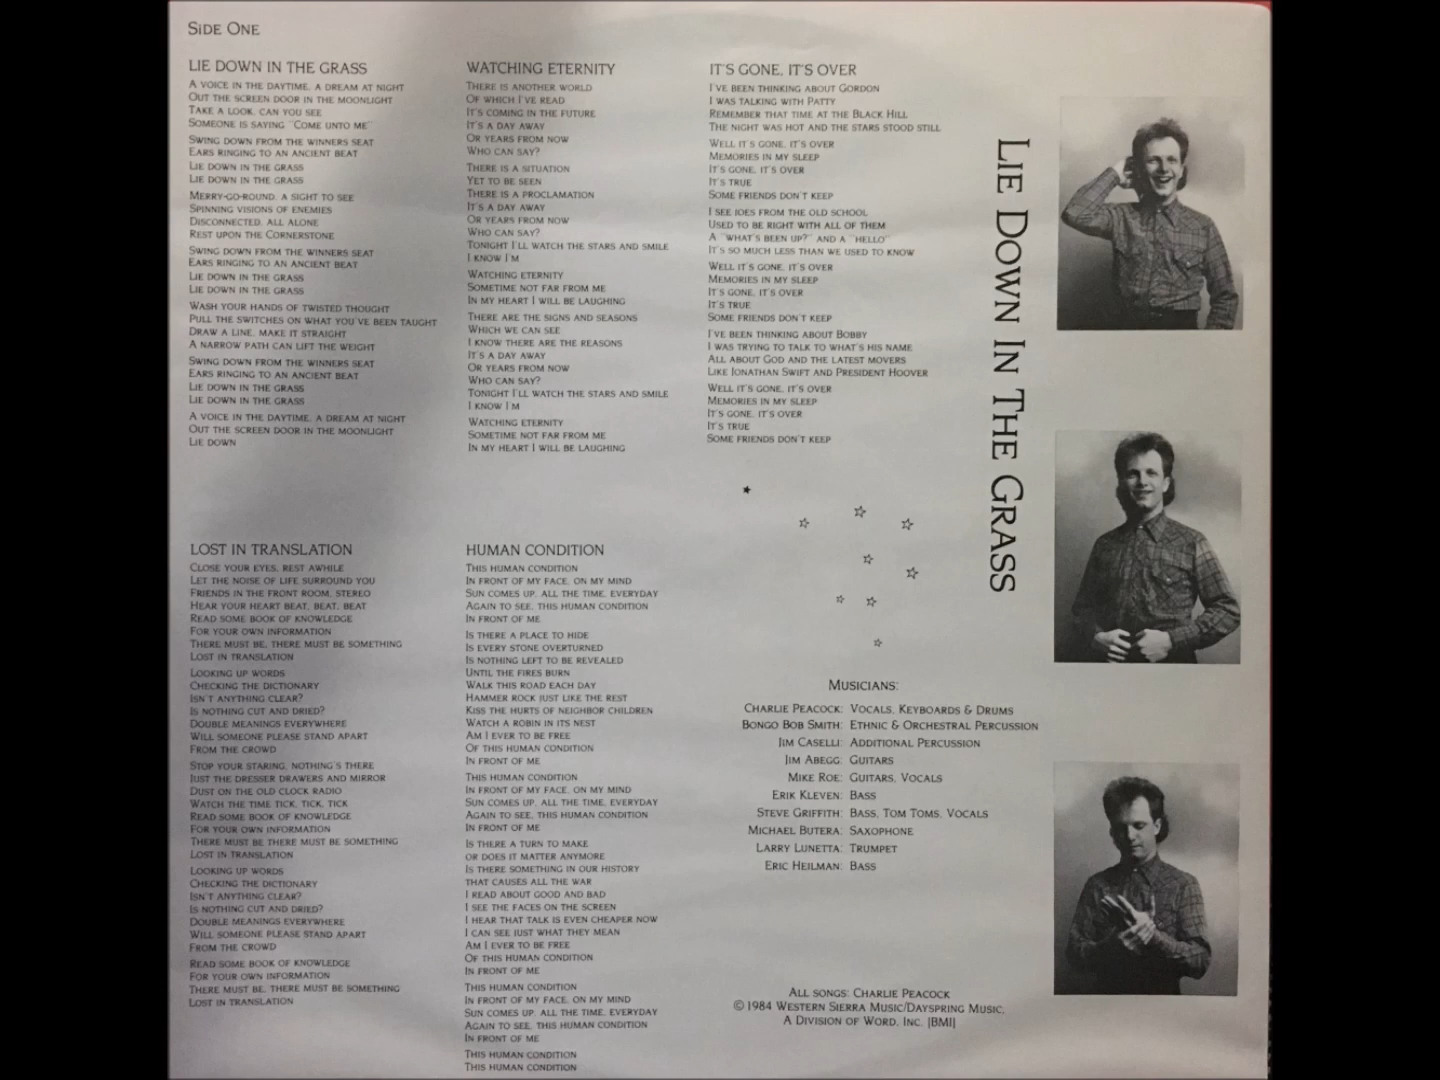 SIDE ONE
LIE DOWN IN THE GRASS
A VOICE IN THE DAYTIME, A DREAM AT NIGHT
OUT THE SCREEN DOOR IN THE MOONLIGHT
TAKE A LOOK, CAN YOU SEE
SOMEONE IS SAYING "COME UNTO ME"
SWING DOWN FROM THE WINNERS SEAT
EARS RINGING TO AN ANCIENT BEAT
LIE DOWN IN THE GRASS
LIE DOWN IN THE GRASS
MERRY-GO-ROUND, A SIGHT TO SEE
SPINNING VISIONS OF ENEMIES
DISCONNECTED, ALL ALONE
REST UPON THE CORNERSTONE
SWING DOWN FROM THE WINNERS SEAT
EARS RINGING TO AN ANCIENT BEAT
LIE DOWN IN THE GRASS
LIE DOWN IN THE GRASS
WASH YOUR HANDS OF TWISTED THOUGHT
PULL THE SWITCHES ON WHAT YOU'VE BEEN TAUGHT
DRAW A LINE, MAKE IT STRAIGHT
A NARROW PATH CAN LIFT THE WEIGHT
SWING DOWN FROM THE WINNERS SEAT
EARS RINGING TO AN ANCIENT BEAT
LIE DOWN IN THE GRASS
LIE DOWN IN THE GRASS
A VOICE IN THE DAYTIME, A DREAM AT NIGHT
OUT THE SCREEN DOOR IN THE MOONLIGHT
LIE DOWN
WATCHING ETERNITY
THERE IS ANOTHER WORLD
OF WHICH I'VE READ
IT'S COMING IN THE FUTURE
IT'S A DAY AWAY
OR YEARS FROM NOW
WHO CAN SAY?
THERE IS A SITUATION
YET TO BE SEEN
THERE IS A PROCLAMATION
IT'S A DAY AWAY
OR YEARS FROM NOW
WHO CAN SAY?
TONIGHT I'LL WATCH THE STARS AND SMILE
I KNOW I'M
WATCHING ETERNITY
SOMETIME NOT FAR FROM ME
IN MY HEART I WILL BE LAUGHING
THERE ARE THE SIGNS AND SEASONS
WHICH WE CAN SEE
I KNOW THERE ARE THE REASONS
IT'S A DAY AWAY
OR YEARS FROM NOW
WHO CAN SAY?
TONIGHT I'LL WATCH THE STARS AND SMILE
I KNOW I'M
WATCHING ETERNITY
SOMETIME NOT FAR FROM ME
IN MY HEART I WILL BE LAUGHING
IT'S GONE, IT'S OVER
I'VE BEEN THINKING ABOUT GORDON
I WAS TALKING WITH PATTY
REMEMBER THAT TIME AT THE BLACK HILL
THE NIGHT WAS HOT AND THE STARS STOOD STILL
WELL IT'S GONE, IT'S OVER
MEMORIES IN MY SLEEP
IT'S GONE, IT'S OVER
IT'S TRUE
SOME FRIENDS DON'T KEEP
I SEE JOES FROM THE OLD SCHOOL
USED TO BE RIGHT WITH ALL OF THEM
A "WHAT'S BEEN UP?" AND A "HELLO"
IT'S SO MUCH LESS THAN WE USED TO KNOW
WELL IT'S GONE, IT'S OVER
MEMORIES IN MY SLEEP
IT'S GONE, IT'S OVER
IT'S TRUE
SOME FRIENDS DON'T KEEP
I'VE BEEN THINKING ABOUT BOBBY
I WAS TRYING TO TALK TO WHAT'S HIS NAME
ALL ABOUT GOD AND THE LATEST MOVERS
LIKE JONATHAN SWIFT AND PRESIDENT HOOVER
WELL IT'S GONE, IT'S OVER
MEMORIES IN MY SLEEP
IT'S GONE, IT'S OVER
IT'S TRUE
SOME FRIENDS DON'T KEEP
LIE DOWN IN THE GRASS
LOST IN TRANSLATION
CLOSE YOUR EYES, REST AWHILE
LET THE NOISE OF LIFE SURROUND YOU
FRIENDS IN THE FRONT ROOM, STEREO
HEAR YOUR HEART BEAT, BEAT, BEAT
READ SOME BOOK OF KNOWLEDGE
FOR YOUR OWN INFORMATION
THERE MUST BE, THERE MUST BE SOMETHING
LOST IN TRANSLATION
LOOKING UP WORDS
CHECKING THE DICTIONARY
ISN'T ANYTHING CLEAR?
IS NOTHING CUT AND DRIED?
DOUBLE MEANINGS EVERYWHERE
WILL SOMEONE PLEASE STAND APART
FROM THE CROWD
STOP YOUR STARING, NOTHING'S THERE
JUST THE DRESSER DRAWERS AND MIRROR
DUST ON THE OLD CLOCK RADIO
WATCH THE TIME TICK, TICK, TICK
READ SOME BOOK OF KNOWLEDGE
FOR YOUR OWN INFORMATION
THERE MUST BE THERE MUST BE SOMETHING
LOST IN TRANSLATION
LOOKING UP WORDS
CHECKING THE DICTIONARY
ISN'T ANYTHING CLEAR?
IS NOTHING CUT AND DRIED?
DOUBLE MEANINGS EVERYWHERE
WILL SOMEONE PLEASE STAND APART
FROM THE CROWD
READ SOME BOOK OF KNOWLEDGE
FOR YOUR OWN INFORMATION
THERE MUST BE, THERE MUST BE SOMETHING
LOST IN TRANSLATION
HUMAN CONDITION
THIS HUMAN CONDITION
IN FRONT OF MY FACE, ON MY MIND
SUN COMES UP, ALL THE TIME, EVERYDAY
AGAIN TO SEE, THIS HUMAN CONDITION
IN FRONT OF ME
IS THERE A PLACE TO HIDE
IS EVERY STONE OVERTURNED
IS NOTHING LEFT TO BE REVEALED
UNTIL THE FIRES BURN
WALK THIS ROAD EACH DAY
HAMMER ROCK JUST LIKE THE REST
KISS THE HURTS OF NEIGHBOR CHILDREN
WATCH A ROBIN IN ITS NEST
AM I EVER TO BE FREE
OF THIS HUMAN CONDITION
IN FRONT OF ME
THIS HUMAN CONDITION
IN FRONT OF MY FACE, ON MY MIND
SUN COMES UP, ALL THE TIME, EVERYDAY
AGAIN TO SEE, THIS HUMAN CONDITION
IN FRONT OF ME
IS THERE A TURN TO MAKE
OR DOES IT MATTER ANYMORE
IS THERE SOMETHING IN OUR HISTORY
THAT CAUSES ALL THE WAR
I READ ABOUT GOOD AND BAD
I SEE THE FACES ON THE SCREEN
I HEAR THAT TALK IS EVEN CHEAPER NOW
I CAN SEE JUST WHAT THEY MEAN
AM I EVER TO BE FREE
OF THIS HUMAN CONDITION
IN FRONT OF ME
THIS HUMAN CONDITION
IN FRONT OF MY FACE, ON MY MIND
SUN COMES UP, ALL THE TIME, EVERYDAY
AGAIN TO SEE, THIS HUMAN CONDITION
IN FRONT OF ME
THIS HUMAN CONDITION
THIS HUMAN CONDITION
MUSICIANS:
CHARLIE PEACOCK: VOCALS, KEYBOARDS & DRUMS
BONGO BOB SMITH: ETHNIC & ORCHESTRAL PERCUSSION
JIM CASELLI: ADDITIONAL PERCUSSION
JIM ABEGG: GUITARS
MIKE ROE: GUITARS, VOCALS
ERIK KLEVEN: BASS
STEVE GRIFFITH: BASS, TOM TOMS, VOCALS
MICHAEL BUTERA: SAXOPHONE
LARRY LUNETTA: TRUMPET
ERIC HEILMAN: BASS
ALL SONGS: CHARLIE PEACOCK
© 1984 WESTERN SIERRA MUSIC/DAYSPRING MUSIC,
A DIVISION OF WORD, INC. [BMI]